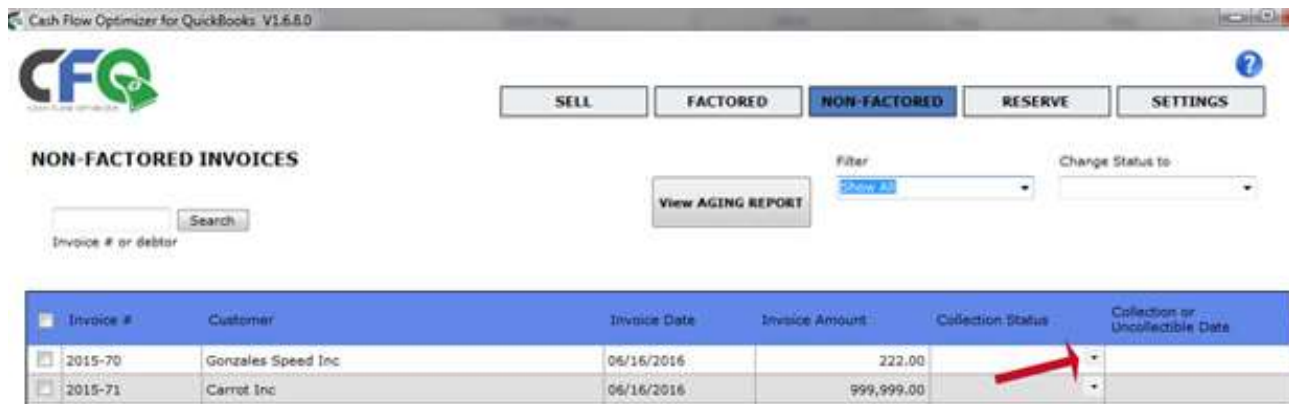 Cash Flow Optimizer for QuickBooks V1.6.8.0
CFO
?
SELL FACTORED NON-FACTORED RESERVE SETTINGS
NON-FACTORED INVOICES
Filter Change Status to
View AGING REPORT Show All
Search
Invoice # or debtor
Invoice # Customer Invoice Date Invoice Amount Collection Status Collection or
Uncollectible Date
2015-70 Gonzales Speed Inc 06/16/2016 222.00
2015-71 Carrot Inc 06/16/2016 999,999.00